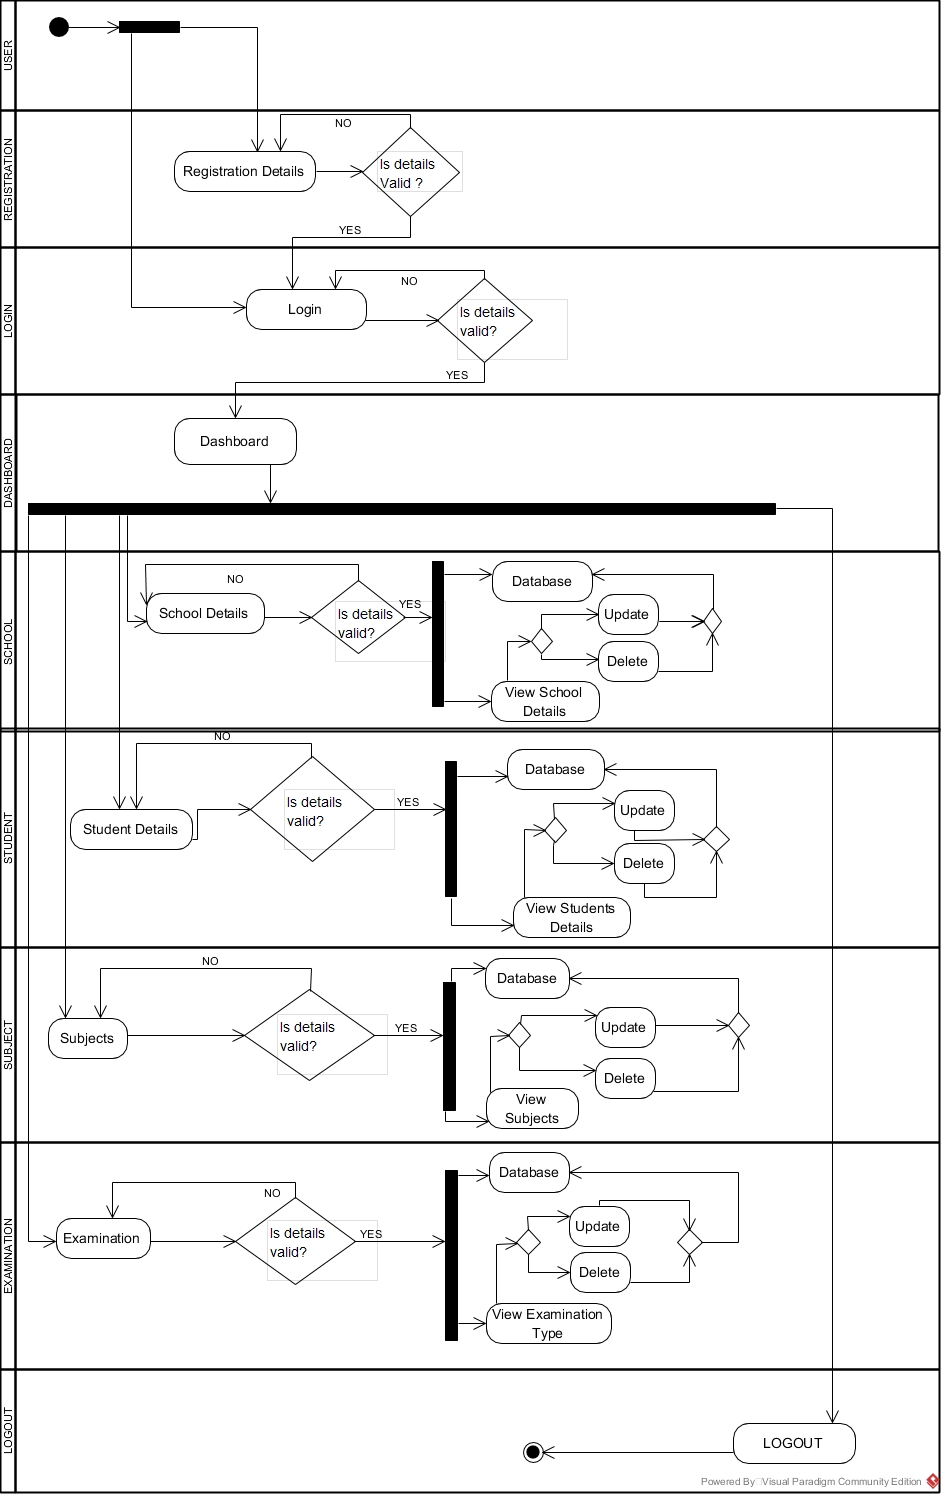 USER
REGISTRATION
NO
Registration Details
Is details
Valid ?
YES
LOGIN
NO
Login
Is details
valid?
YES
DASHBOARD
Dashboard
SCHOOL
NO
School Details
Is details
valid?
YES
Database
Update
Delete
View School
Details
STUDENT
NO
Student Details
Is details
valid?
YES
Database
Update
Delete
View Students
Details
SUBJECT
NO
Subjects
Is details
valid?
YES
Database
Update
Delete
View
Subjects
EXAMINATION
NO
Examination
Is details
valid?
YES
Database
Update
Delete
View Examination
Type
LOGOUT
LOGOUT
Powered By Visual Paradigm Community Edition